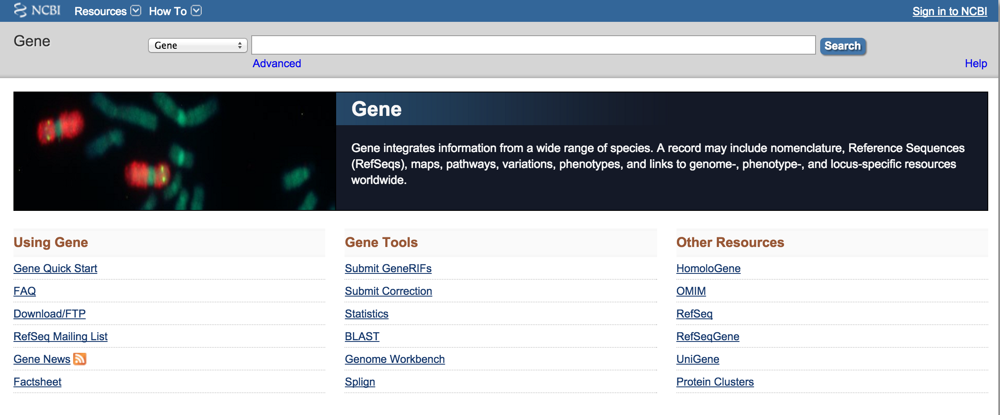 NCBI Resources How To Sign in to NCBI
Gene
Gene
Search
Advanced
Help
Gene
Gene integrates information from a wide range of species. A record may include nomenclature, Reference Sequences
(RefSeqs), maps, pathways, variations, phenotypes, and links to genome-, phenotype-, and locus-specific resources
worldwide.
Using Gene
Gene Quick Start
FAQ
Download/FTP
RefSeq Mailing List
Gene News
Factsheet
Gene Tools
Submit GeneRIFs
Submit Correction
Statistics
BLAST
Genome Workbench
Splign
Other Resources
HomoloGene
OMIM
RefSeq
RefSeqGene
UniGene
Protein Clusters